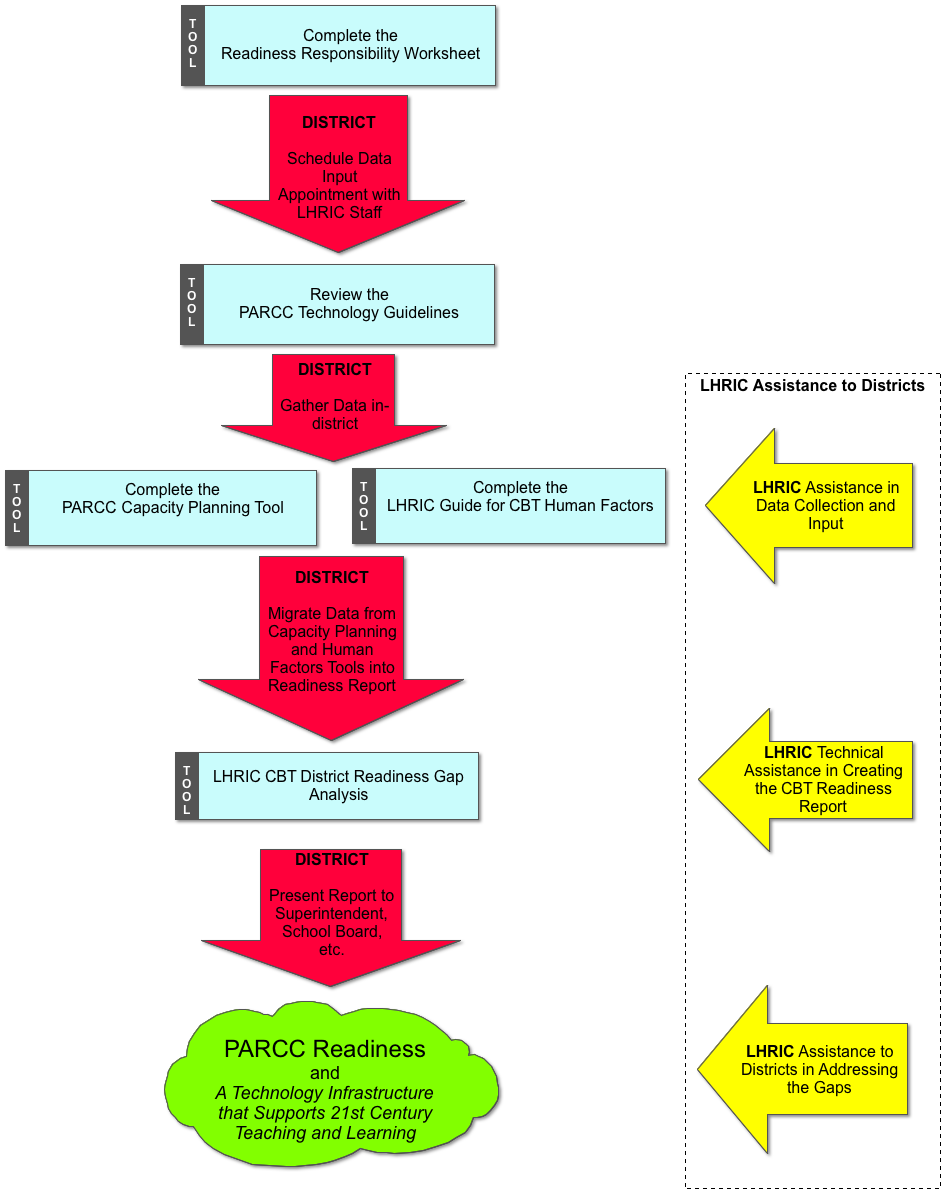 TOOL
Complete the
Readiness Responsibility Worksheet
DISTRICT
Schedule Data
Input
Appointment with
LHRIC Staff
TOOL
Review the
PARCC Technology Guidelines
DISTRICT
Gather Data in-
district
TOOL
Complete the
PARCC Capacity Planning Tool
TOOL
Complete the
LHRIC Guide for CBT Human Factors
DISTRICT
Migrate Data from
Capacity Planning
and Human
Factors Tools into
Readiness Report
TOOL
LHRIC CBT District Readiness Gap
Analysis
DISTRICT
Present Report to
Superintendent,
School Board,
etc.
PARCC Readiness
and
A Technology Infrastructure
that Supports 21st Century
Teaching and Learning
LHRIC Assistance to Districts
LHRIC Assistance in
Data Collection and
Input
LHRIC Technical
Assistance in Creating
the CBT Readiness
Report
LHRIC Assistance to
Districts in Addressing
the Gaps